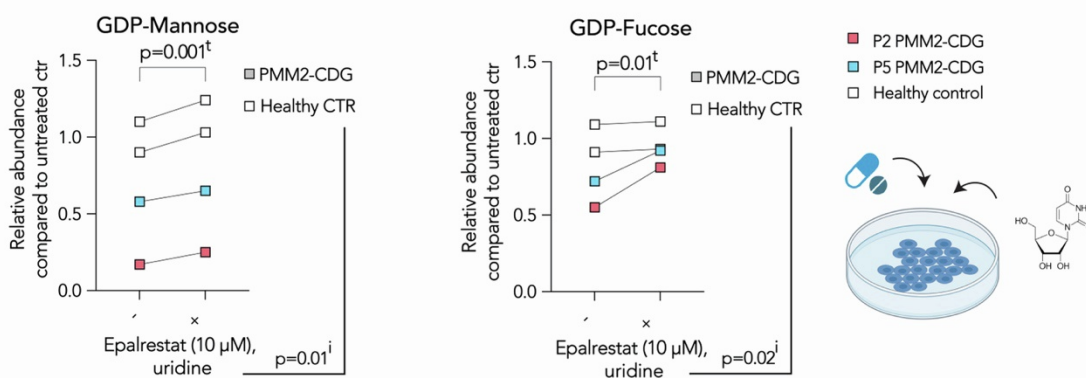 GDP-Mannose
p=0.001ᵗ
1.5
1.0
0.5
0.0
Relative abundance
compared to untreated ctr
PMM2-CDG
Healthy CTR
Epalrestat (10 µM),
uridine
p=0.01ⁱ
GDP-Fucose
p=0.01ᵗ
1.5
1.0
0.5
0.0
Relative abundance
compared to untreated ctr
PMM2-CDG
Healthy CTR
Epalrestat (10 µM),
uridine
p=0.02ⁱ
P2 PMM2-CDG
P5 PMM2-CDG
Healthy control
O
NH
N
HO
O
OH OH